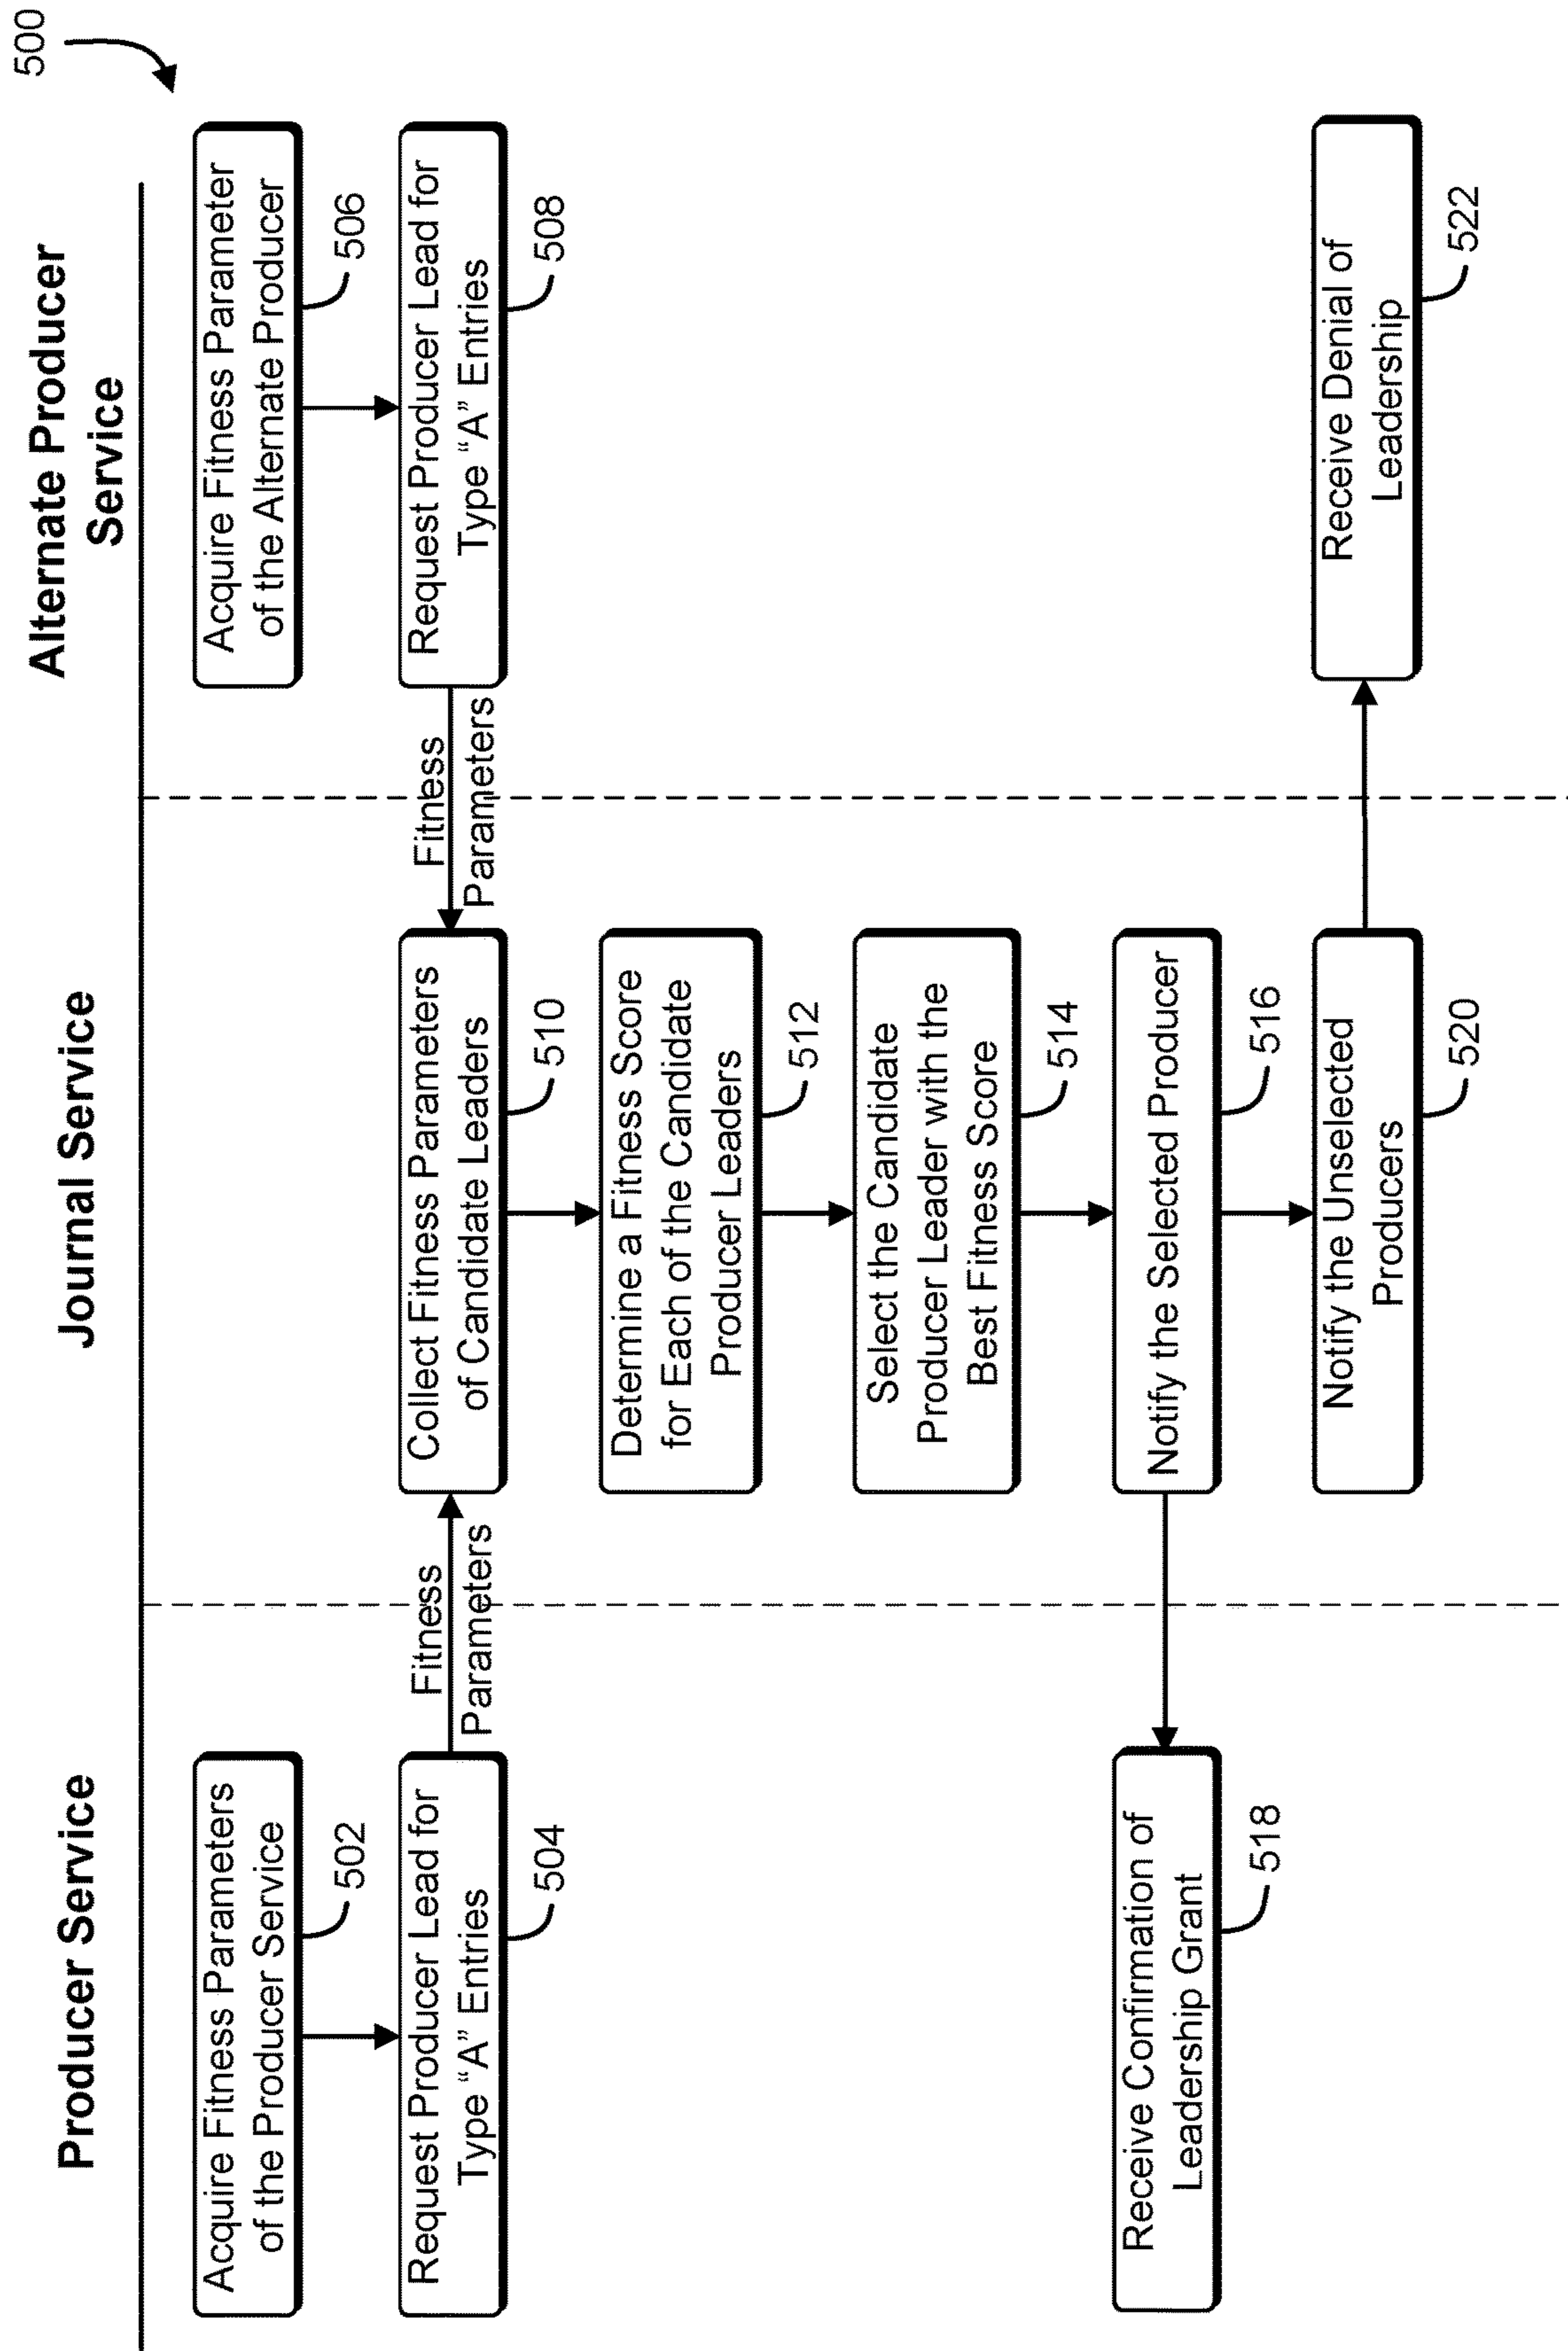 500
Producer Service
Journal Service
Alternate Producer
Service
Acquire Fitness Parameters
of the Producer Service
502
Acquire Fitness Parameter
of the Alternate Producer
506
Request Producer Lead for
Type “A” Entries
504
Fitness
Parameters
Collect Fitness Parameters
of Candidate Leaders
510
Fitness
Parameters
Request Producer Lead for
Type “A” Entries
508
Determine a Fitness Score
for Each of the Candidate
Producer Leaders
512
Select the Candidate
Producer Leader with the
Best Fitness Score
514
Receive Confirmation of
Leadership Grant
518
Notify the Selected Producer
516
Notify the Unselected
Producers
520
Receive Denial of
Leadership
522